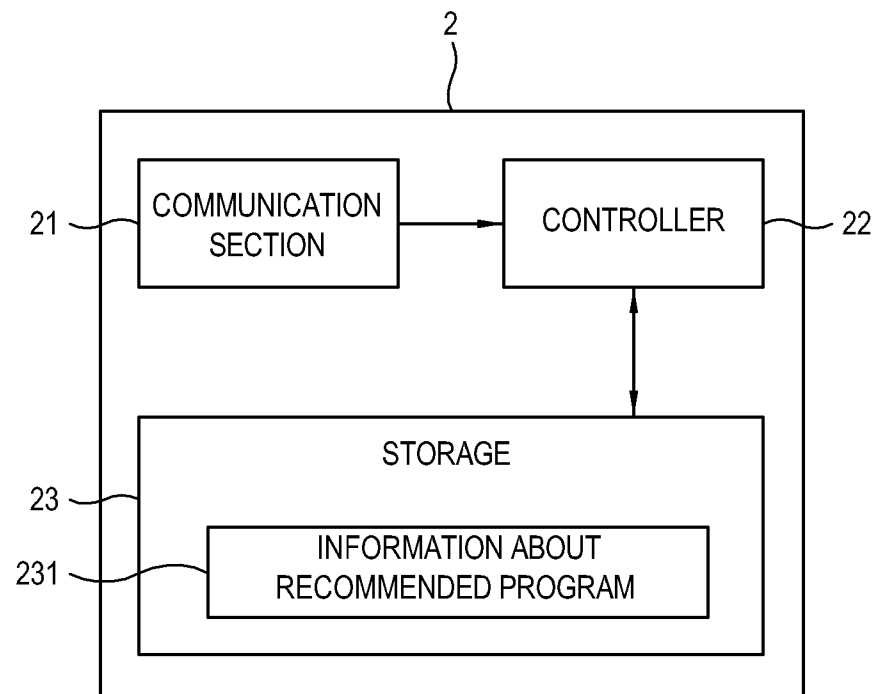 2
21
COMMUNICATION
SECTION
CONTROLLER
22
STORAGE
23
231
INFORMATION ABOUT
RECOMMENDED PROGRAM